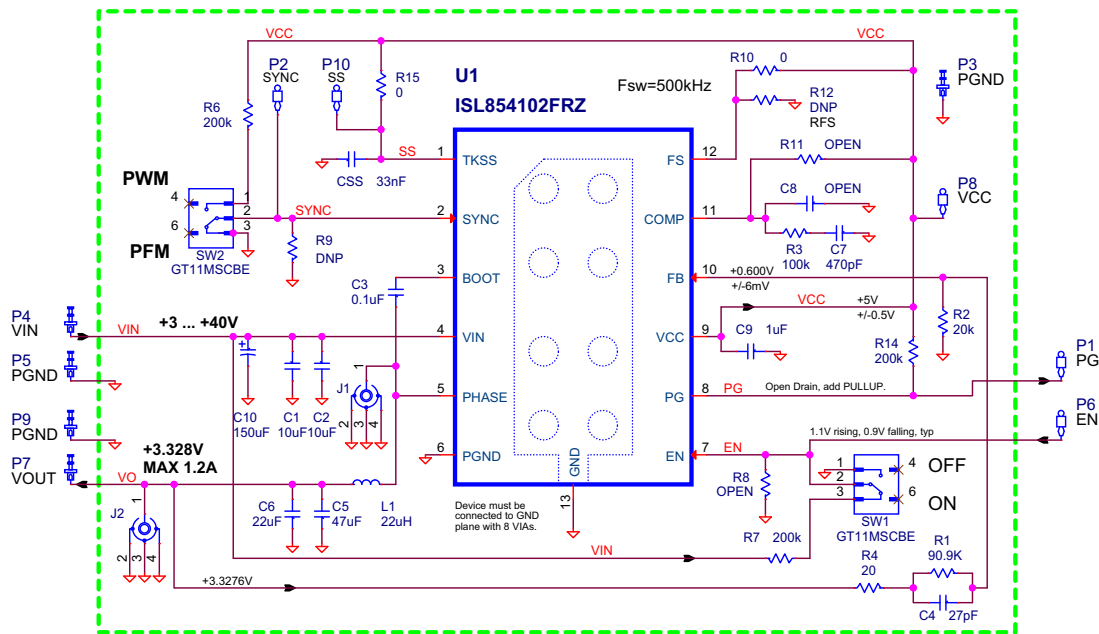 VCC
VCC
P2
SYNC
P10
SS
R15
0
R6
200k
U1
ISL854102FRZ
Fsw=500kHz
R10
0
R12
DNP
RFS
P3
PGND
R11
OPEN
SS
1
TKSS
FS
12
CSS
33nF
PWM
4
6
PFM
1
2
3
SW2
GT11MSCBE
SYNC
2
SYNC
R9
DNP
COMP
11
C8
OPEN
R3
100k
C7
470pF
P8
VCC
3
BOOT
C3
0.1uF
FB
10
+0.600V
+/-6mV
R2
20k
P4
VIN
VIN
+3 ... +40V
4
VIN
VCC
9
VCC
+5V
+/-0.5V
C9
1uF
R14
200k
P5
PGND
+
C10
150uF
C1
10uF
C2
10uF
J1
1
2
3
4
5
PHASE
PG
8
PG
Open Drain, add PULLUP.
P1
PG
P9
PGND
P6
EN
1.1V rising, 0.9V falling, typ
P7
VOUT
VO
+3.328V
MAX 1.2A
6
PGND
GND
13
EN
7
EN
R8
OPEN
1
2
3
4
6
OFF
ON
SW1
GT11MSCBE
J2
1
2
3
4
C6
22uF
C5
47uF
L1
22uH
Device must be
connected to GND
plane with 8 VIAs.
VIN
R7
200k
R4
20
R1
90.9K
C4
27pF
+3.3276V